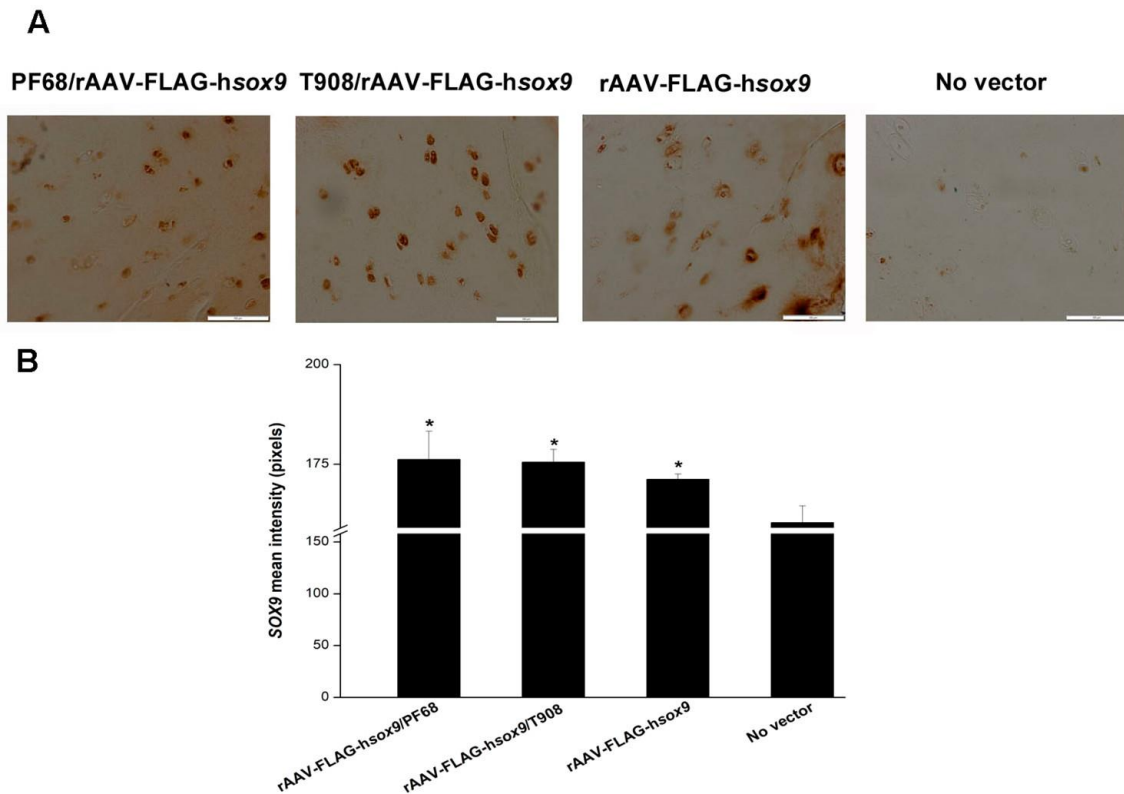 A
PF68/rAAV-FLAG-hsox9 T908/rAAV-FLAG-hsox9 rAAV-FLAG-hsox9 No vector
B
SOX9 mean intensity (pixels)
200
175
150
100
50
0
* * *
rAAV-FLAG-hsox9/PF68
rAAV-FLAG-hsox9/T908
rAAV-FLAG-hsox9
No vector